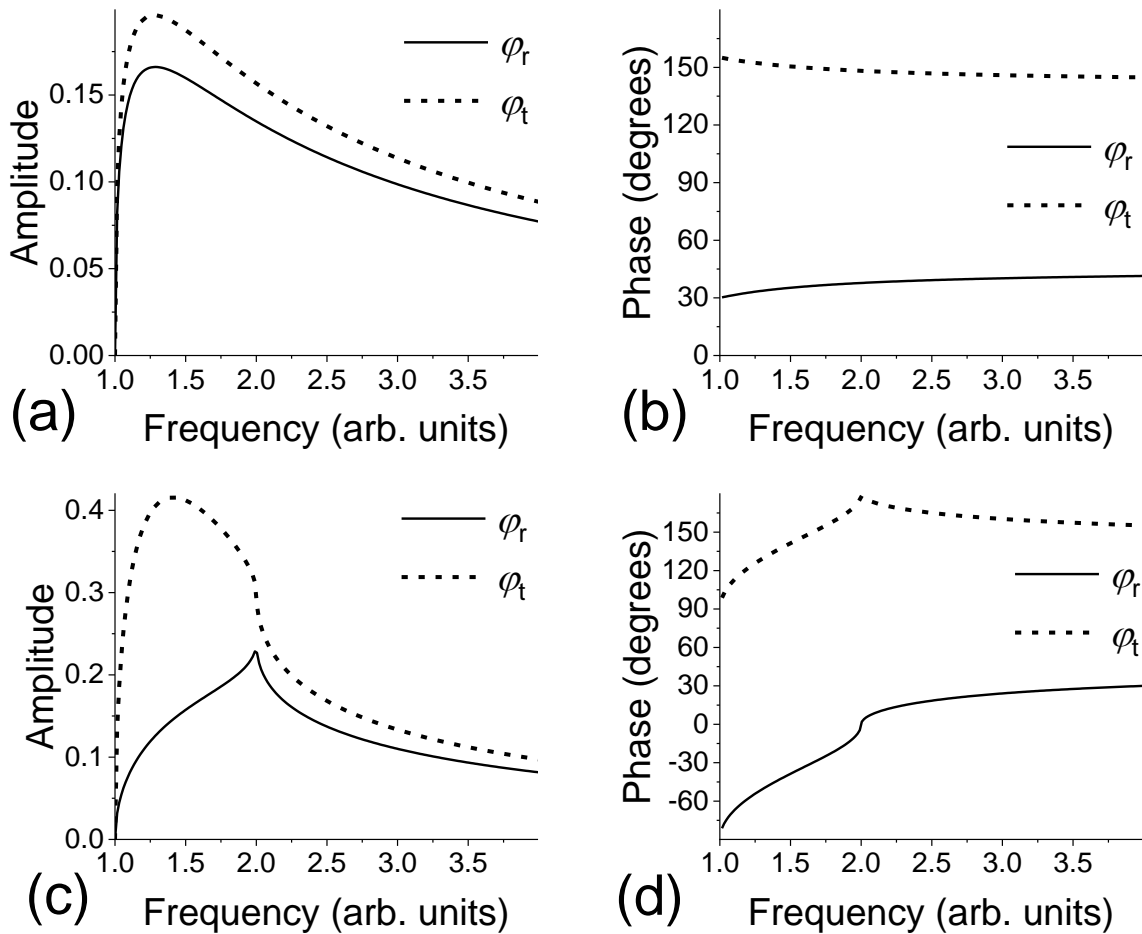 Amplitude
0.15
0.10
0.05
0.00
φr
φt
1.0 1.5 2.0 2.5 3.0 3.5
Frequency (arb. units)
(a)
Phase (degrees)
150
120
90
60
30
0
φr
φt
1.0 1.5 2.0 2.5 3.0 3.5
Frequency (arb. units)
(b)
Amplitude
0.4
0.3
0.2
0.1
0.0
φr
φt
1.0 1.5 2.0 2.5 3.0 3.5
Frequency (arb. units)
(c)
Phase (degrees)
150
120
90
60
30
0
-30
-60
φr
φt
1.0 1.5 2.0 2.5 3.0 3.5
Frequency (arb. units)
(d)